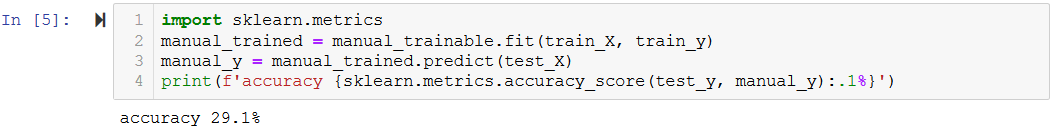 In [5]:
1 import sklearn.metrics
2 manual_trained = manual_trainable.fit(train_X, train_y)
3 manual_y = manual_trained.predict(test_X)
4 print(f'accuracy {sklearn.metrics.accuracy_score(test_y, manual_y):.1%}')
accuracy 29.1%